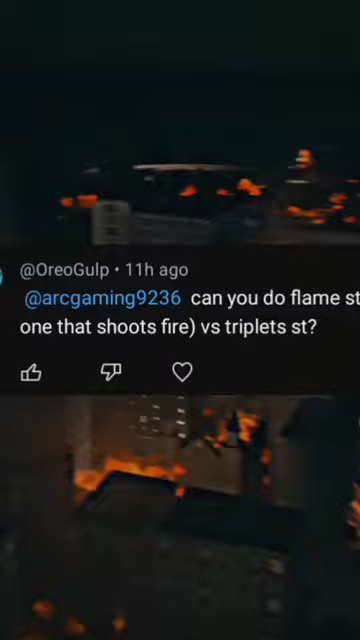 @OreoGulp • 11h ago
@arcgaming9236 can you do flame st
one that shoots fire) vs triplets st?